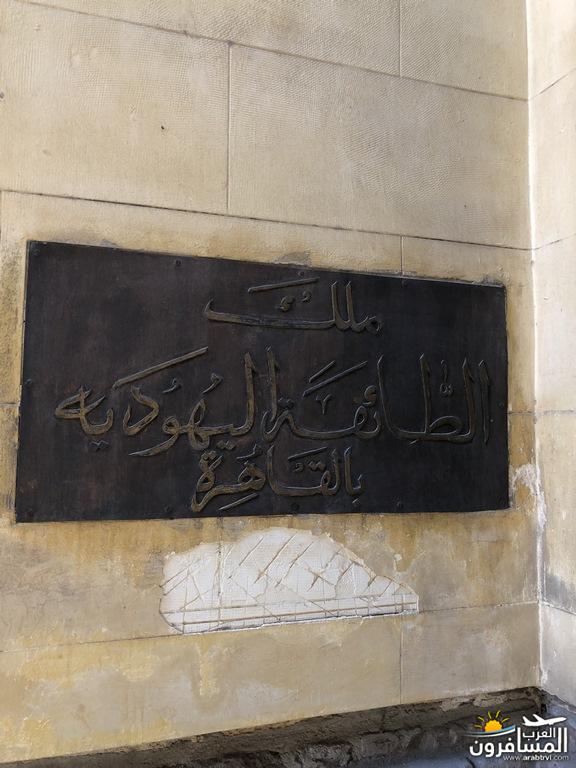 ملك
الطائفة اليهوديه
بالقاهرة
العرب
المسافرون
www.arabtrvl.com